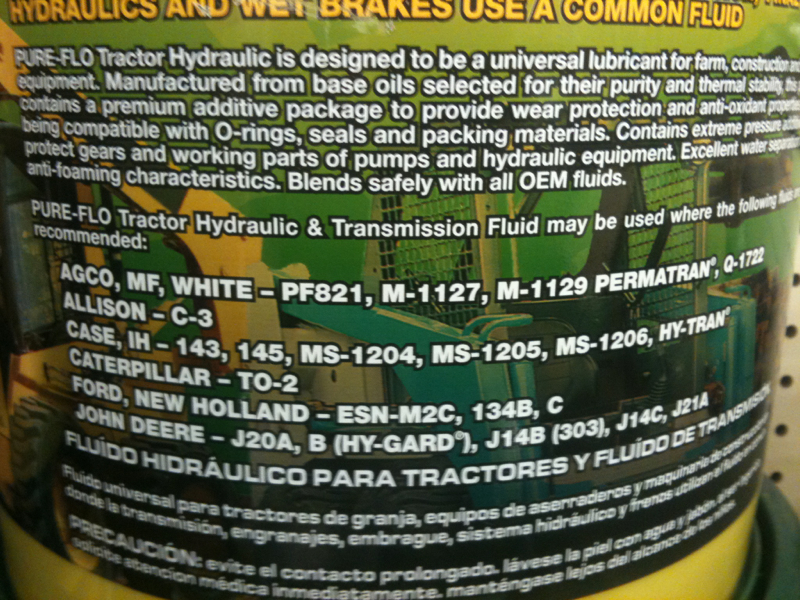 HYDRAULICS AND WET BRAKES USE A COMMON FLUID
PURE-FLO Tractor Hydraulic is designed to be a universal lubricant for farm, construction and
equipment. Manufactured from base oils selected for their purity and thermal stability, this
contains a premium additive package to provide wear protection and anti-oxidant properties
being compatible with O-rings, seals and packing materials. Contains extreme pressure
protect gears and working parts of pumps and hydraulic equipment. Excellent water
anti-foaming characteristics. Blends safely with all OEM fluids.
PURE-FLO Tractor Hydraulic & Transmission Fluid may be used where the following fluids
recommended:
AGCO, MF, WHITE – PF821, M-1127, M-1129 PERMATRAN®, Q-1722
ALLISON – C-3
CASE, IH – 143, 145, MS-1204, MS-1205, MS-1206, HY-TRAN®
CATERPILLAR – TO-2
FORD, NEW HOLLAND – ESN-M2C, 134B, C
JOHN DEERE – J20A, B (HY-GARD®), J14B (303), J14C, J21A
FLUÍDO HIDRÁULICO PARA TRACTORES Y FLUÍDO DE TRANSMISON
Fluido universal para tractores de granja, equipos de aserraderos y maquinaria de
donde la transmisión, engranajes, embrague, sistema hidráulico y frenos utilizan
PRECAUCIÓN: evite el contacto prolongado. lávese la piel con agua y jabón.
solicite atencion médica inmediatamente. manténgase lejos del alcance de los niños.